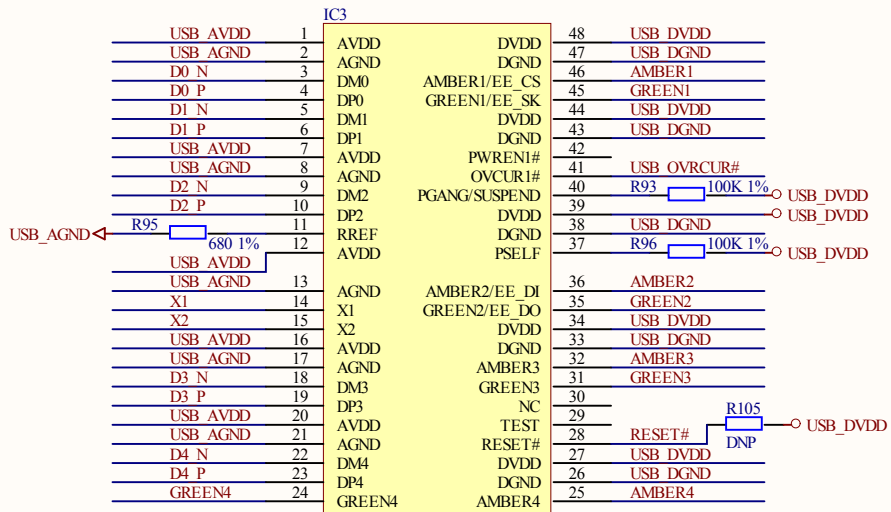 IC3
USB_AVDD 1 AVDD DVDD 48 USB_DVDD
USB_AGND 2 AGND DGND 47 USB_DGND
D0_N 3 DM0 AMBER1/EE_CS 46 AMBER1
D0_P 4 DP0 GREEN1/EE_SK 45 GREEN1
D1_N 5 DM1 DVDD 44 USB_DVDD
D1_P 6 DP1 DGND 43 USB_DGND
USB_AVDD 7 AVDD PWREN1# 42
USB_AGND 8 AGND OVCUR1# 41 USB_OVRCUR#
D2_N 9 DM2 PGANG/SUSPEND 40 R93 100K 1% USB_DVDD
D2_P 10 DP2 DVDD 39 USB_DVDD
USB_AGND R95 680 1% 11 RREF DGND 38 USB_DGND
USB_AVDD 12 AVDD PSELF 37 R96 100K 1% USB_DVDD
USB_AGND 13 AGND AMBER2/EE_DI 36 AMBER2
X1 14 X1 GREEN2/EE_DO 35 GREEN2
X2 15 X2 DVDD 34 USB_DVDD
USB_AVDD 16 AVDD DGND 33 USB_DGND
USB_AGND 17 AGND AMBER3 32 AMBER3
D3_N 18 DM3 GREEN3 31 GREEN3
D3_P 19 DP3 NC 30
USB_AVDD 20 AVDD TEST 29
USB_AGND 21 AGND RESET# 28 RESET# R105 DNP USB_DVDD
D4_N 22 DM4 DVDD 27 USB_DVDD
D4_P 23 DP4 DGND 26 USB_DGND
GREEN4 24 GREEN4 AMBER4 25 AMBER4